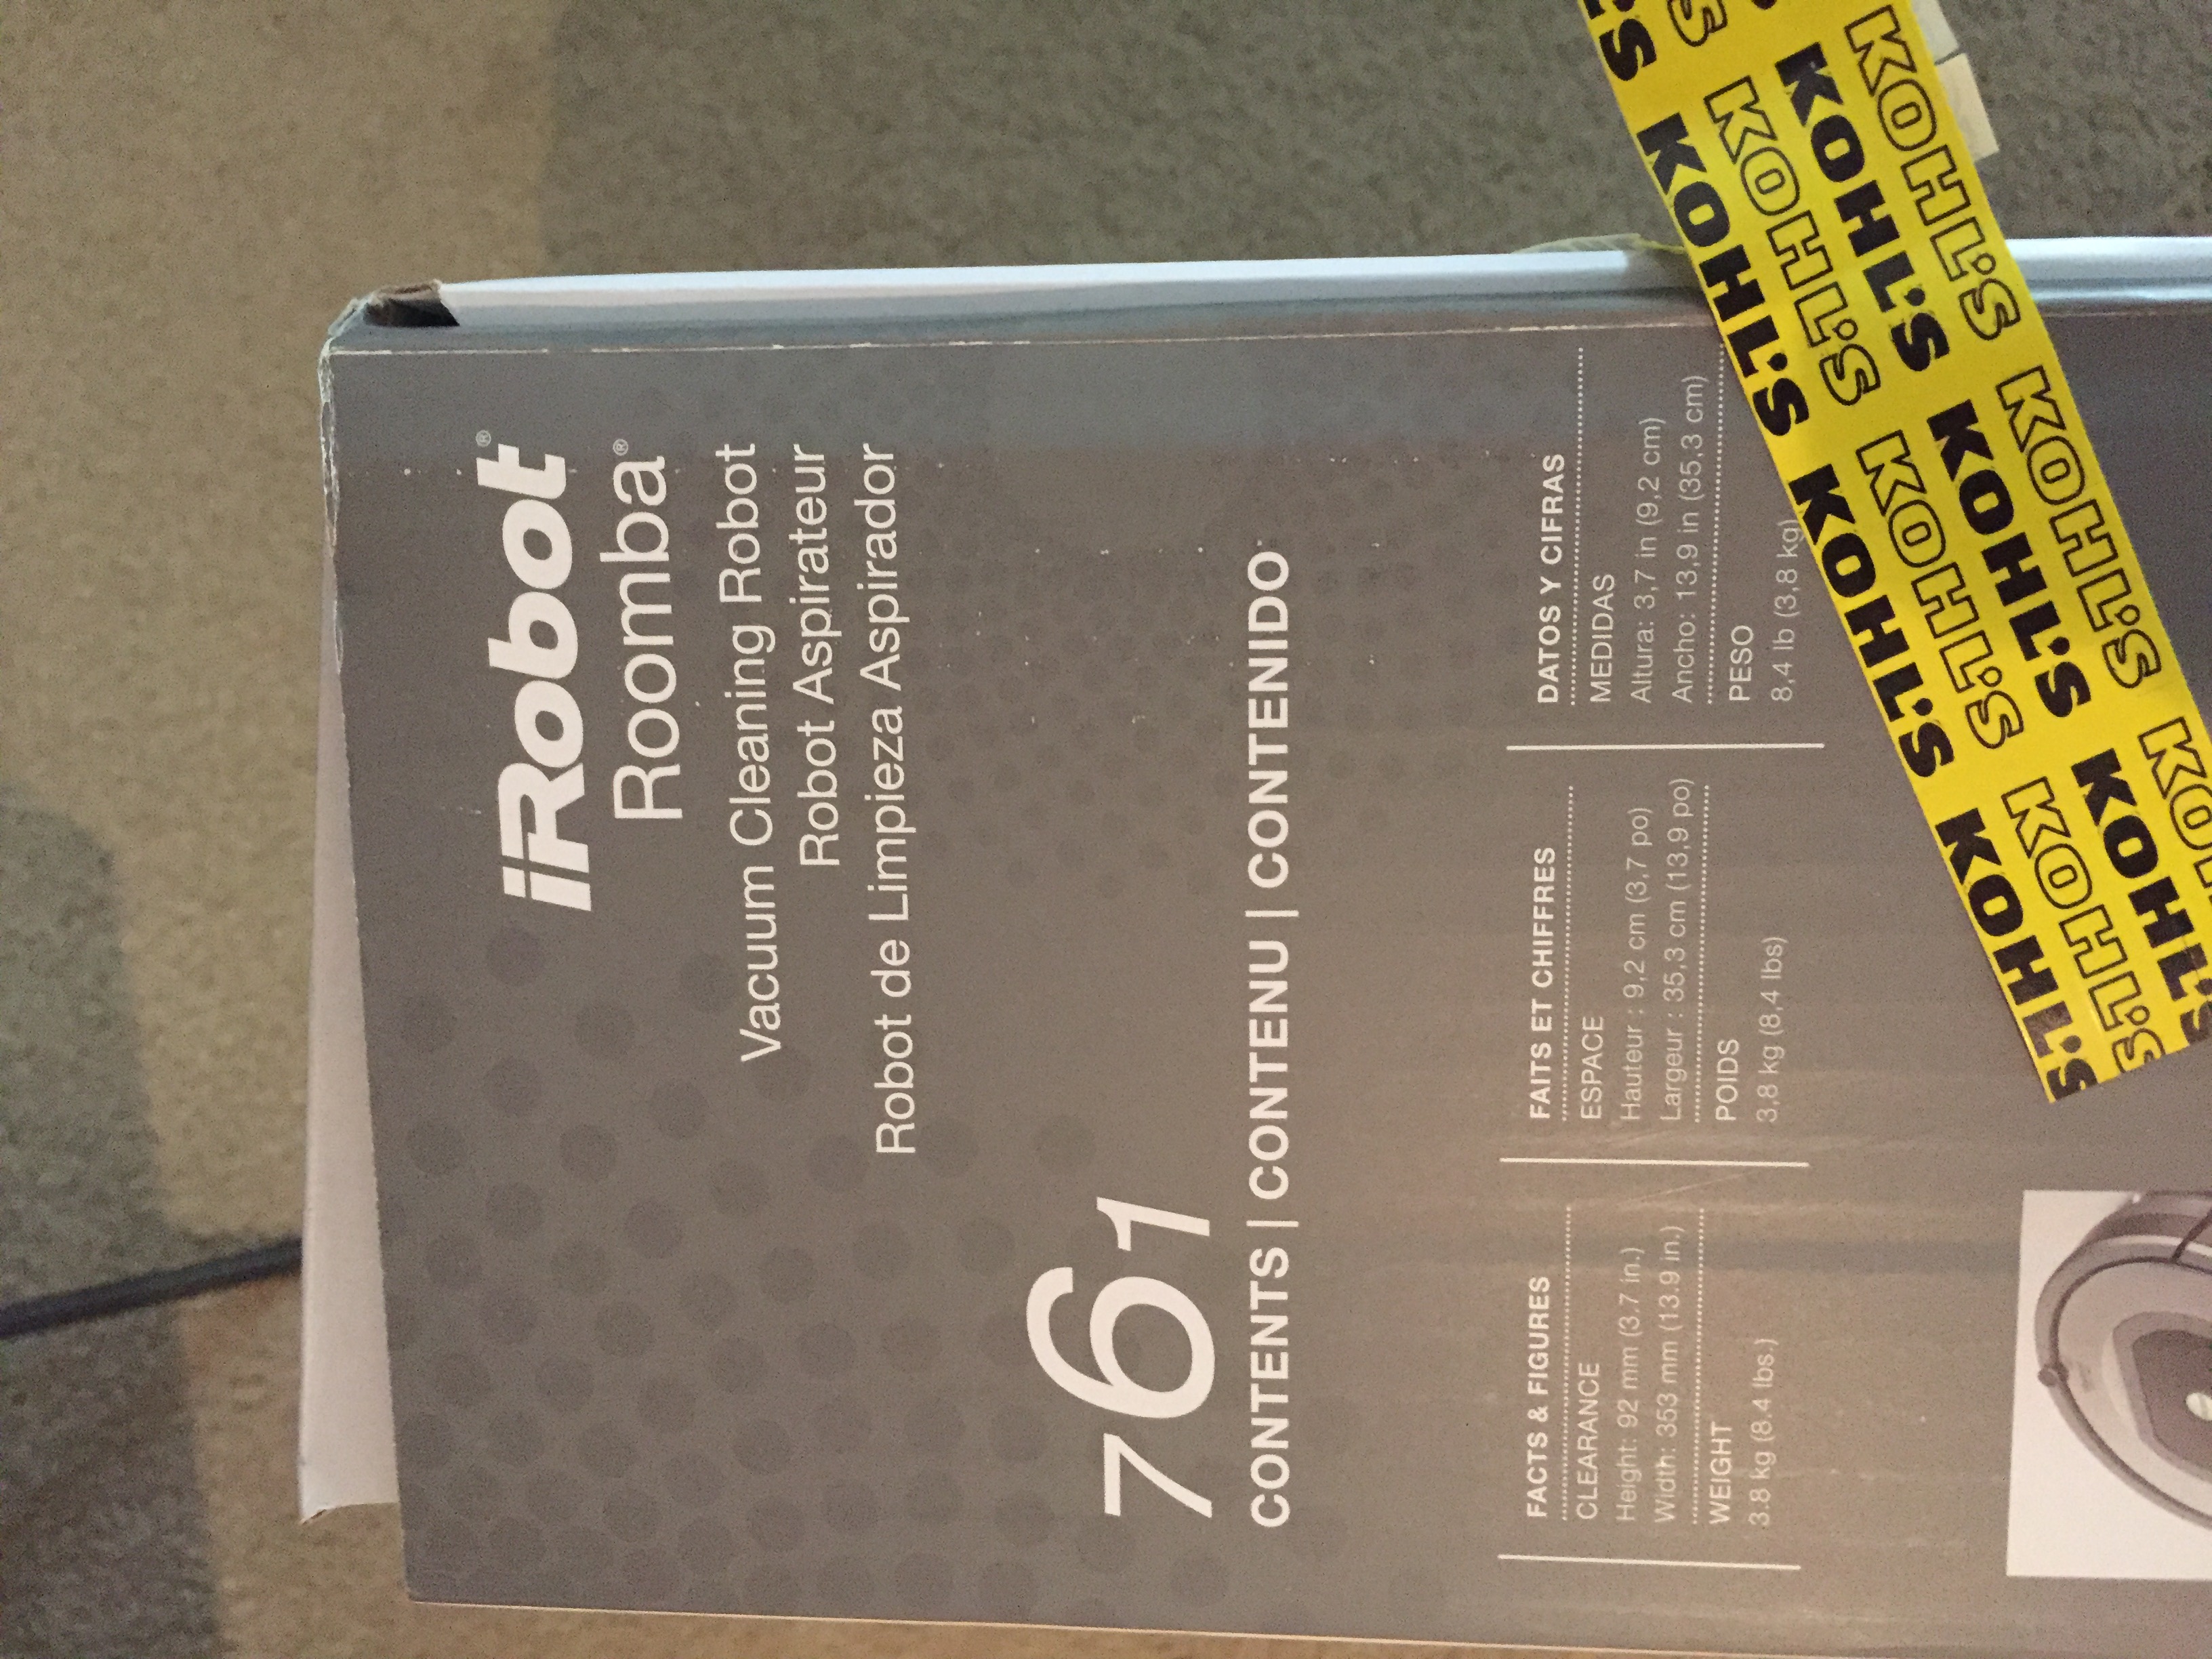 iRobot®
Roomba®
Vacuum Cleaning Robot
Robot Aspirateur
Robot de Limpieza Aspirador
761
CONTENTS | CONTENU | CONTENIDO
FACTS & FIGURES
CLEARANCE
Height: 92 mm (3.7 in.)
Width: 353 mm (13.9 in.)
WEIGHT
3.8 kg (8.4 lbs.)
FAITS ET CHIFFRES
ESPACE
Hauteur : 9,2 cm (3,7 po)
Largeur : 35,3 cm (13,9 po)
POIDS
3,8 kg (8,4 lbs)
DATOS Y CIFRAS
MEDIDAS
Altura: 3,7 in (9,2 cm)
Ancho: 13,9 in (35,3 cm)
PESO
8,4 lb (3,8 kg)
KOHL'S KOHL'S KOHL'S
KOHL'S KOHL'S KOHL'S
KOHL'S KOHL'S KOHL'S
KOHL'S KOHL'S